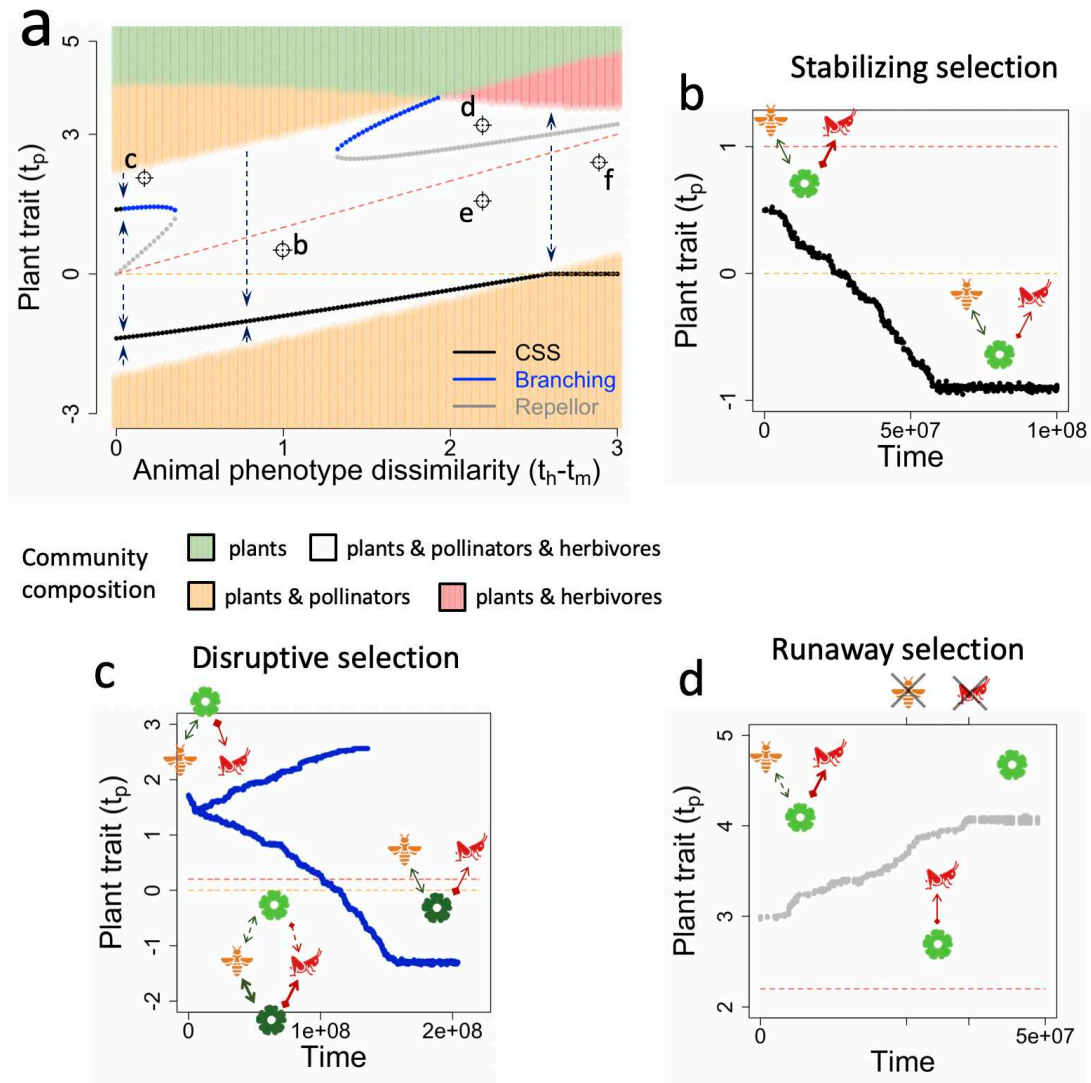 a
5
3
0
-3
Plant trait (tp)
c
d
b
e
f
CSS
Branching
Repellor
0
1
2
3
Animal phenotype dissimilarity (th-tm)
Stabilizing selection
b
1
0
-1
Plant trait (tp)
0
5e+07
1e+08
Time
Community
composition
plants
plants & pollinators & herbivores
plants & pollinators
plants & herbivores
Disruptive selection
c
3
2
1
0
-1
-2
Plant trait (tp)
0
1e+08
2e+08
Time
Runaway selection
d
5
4
3
2
Plant trait (tp)
0
5e+07
Time